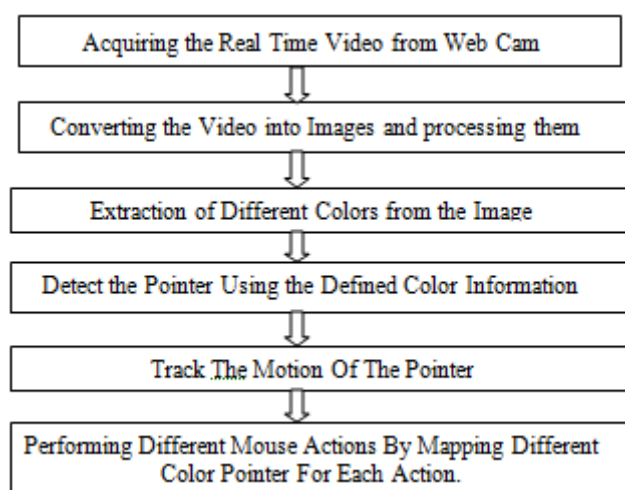 Acquiring the Real Time Video from Web Cam
Converting the Video into Images and processing them
Extraction of Different Colors from the Image
Detect the Pointer Using the Defined Color Information
Track The Motion Of The Pointer
Performing Different Mouse Actions By Mapping Different
Color Pointer For Each Action.